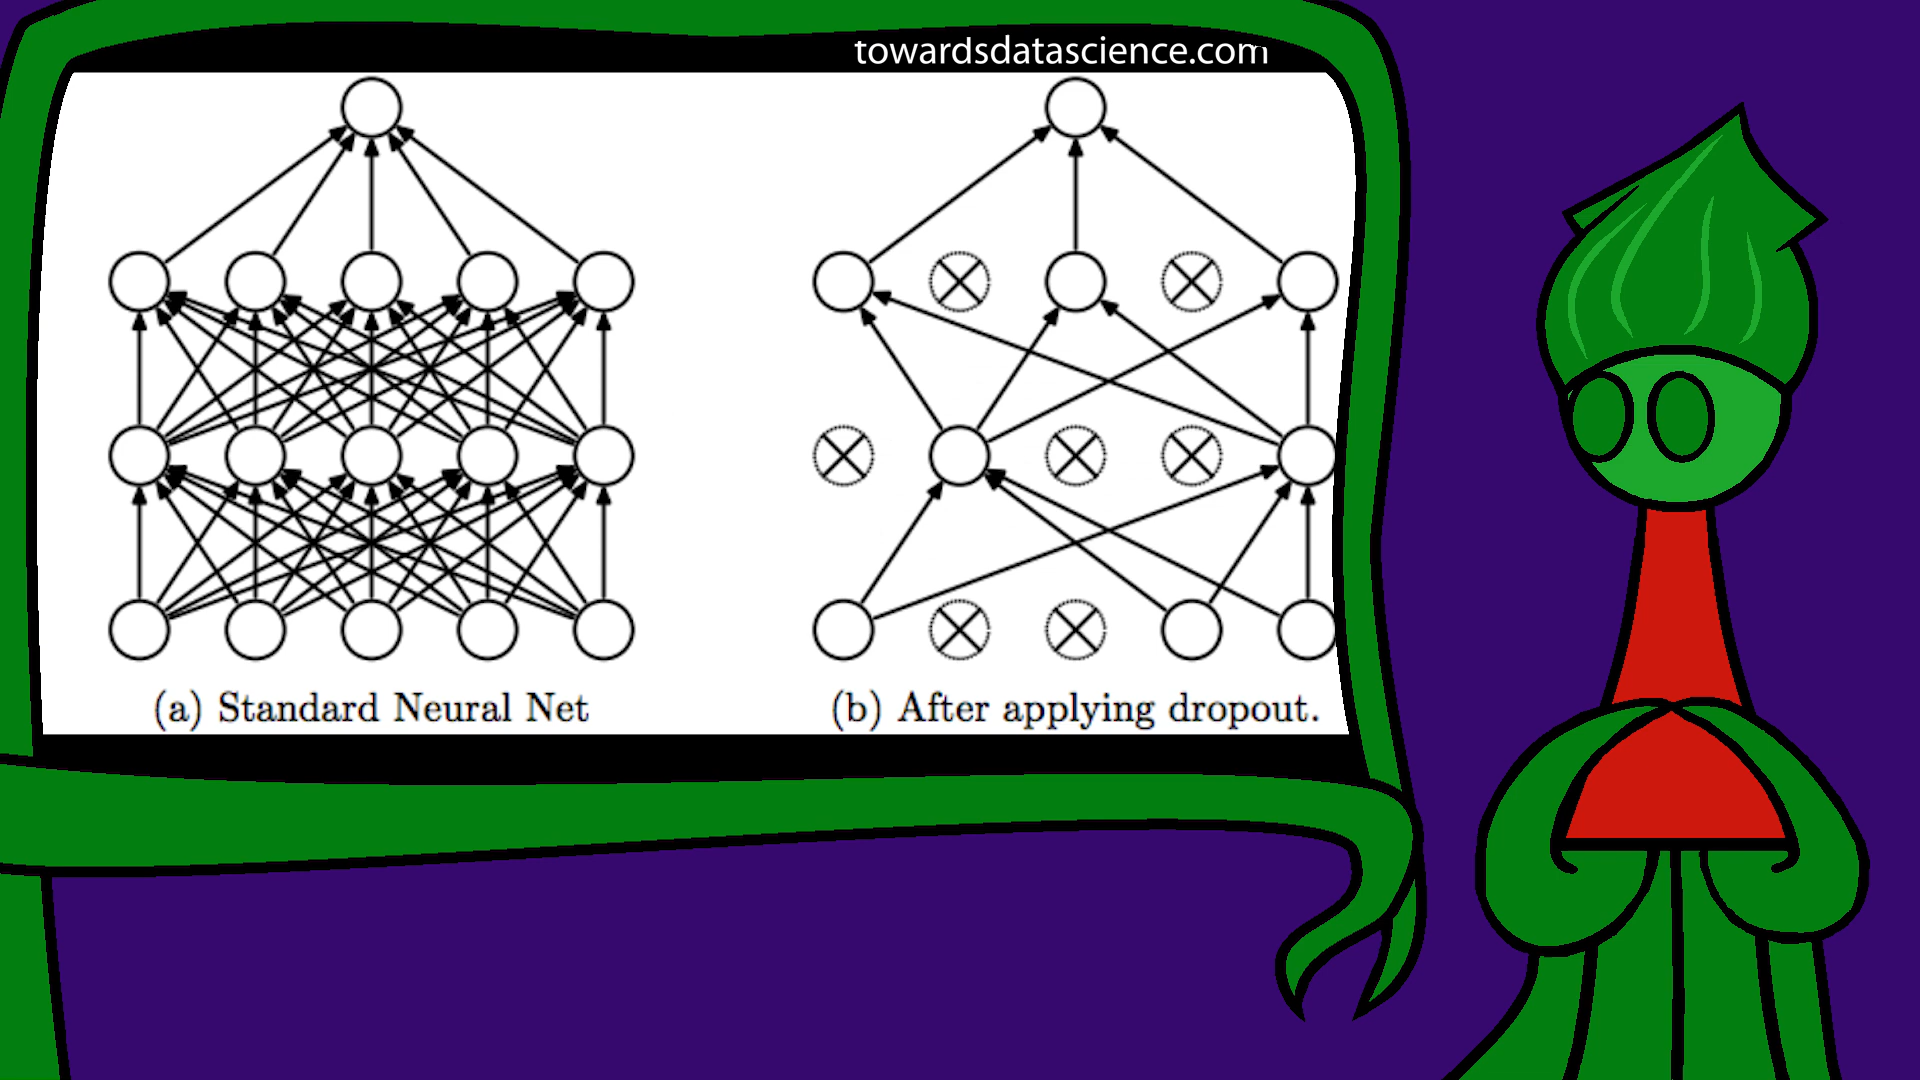 towardsdatascience.com
(a) Standard Neural Net
(b) After applying dropout.